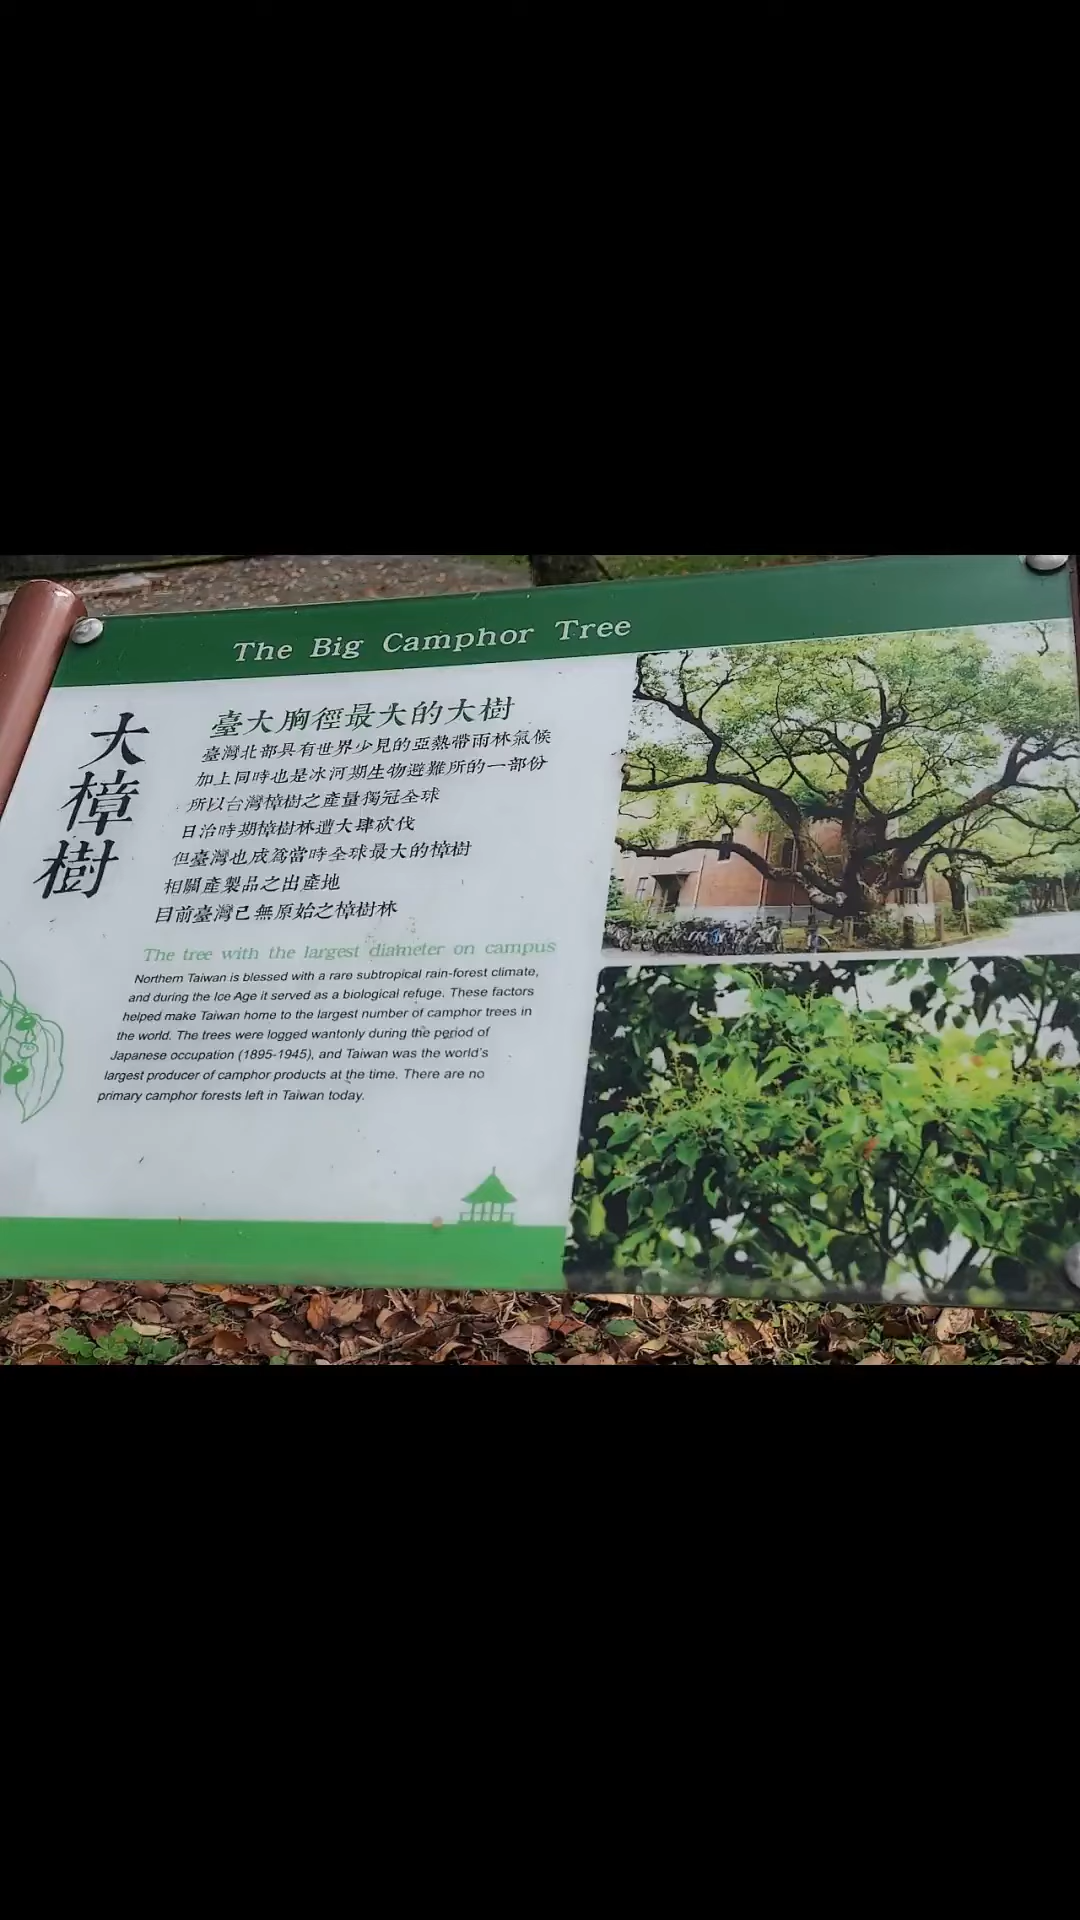 The Big Camphor Tree
大樟樹
臺大胸徑最大的大樹
臺灣北部具有世界少見的亞熱帶雨林氣候
加上同時也是冰河期生物避難所的一部份
所以台灣樟樹之產量獨冠全球
日治時期樟樹林遭大肆砍伐
但臺灣也成為當時全球最大的樟樹
相關產製品之出產地
目前臺灣已無原始之樟樹林
The tree with the largest diameter on campus
Northern Taiwan is blessed with a rare subtropical rain-forest climate,
and during the Ice Age it served as a biological refuge. These factors
helped make Taiwan home to the largest number of camphor trees in
the world. The trees were logged wantonly during the period of
Japanese occupation (1895-1945), and Taiwan was the world's
largest producer of camphor products at the time. There are no
primary camphor forests left in Taiwan today.